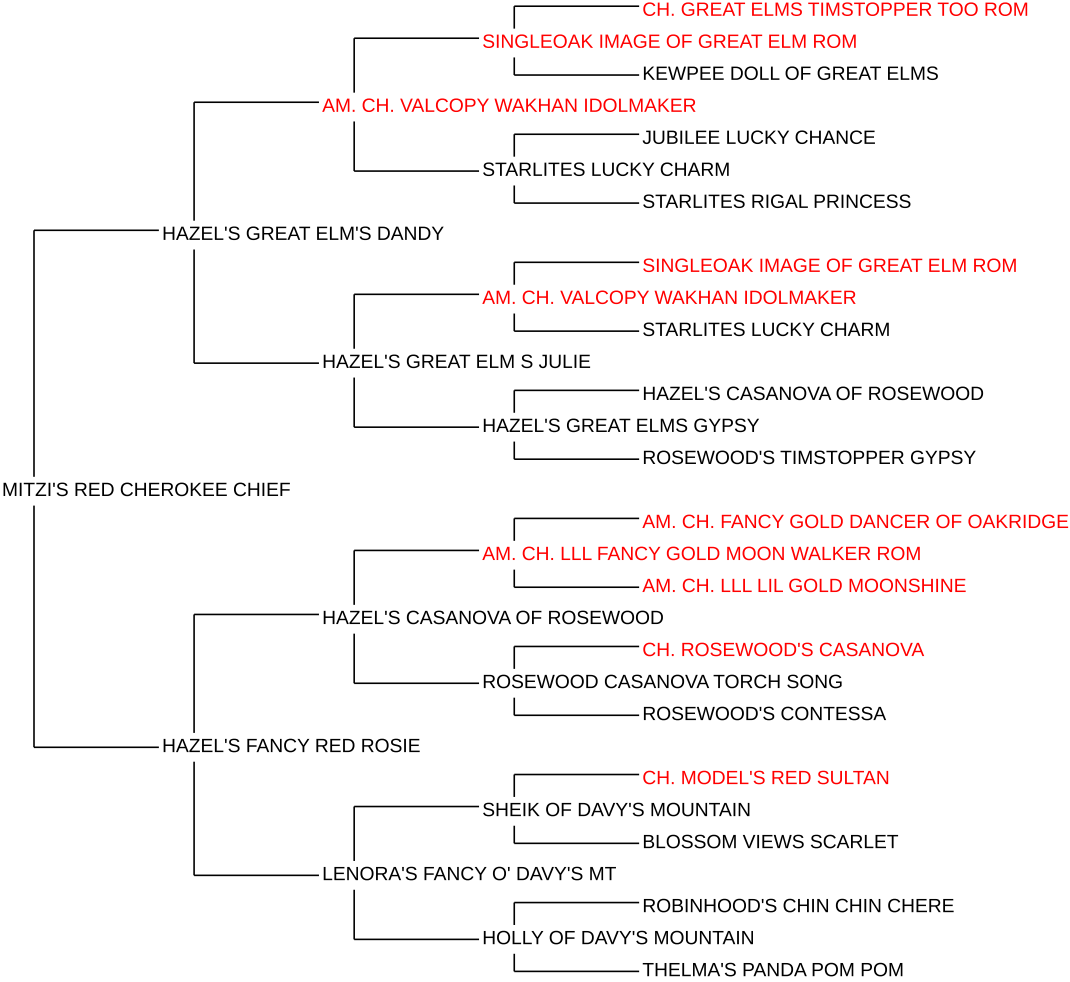 CH. GREAT ELMS TIMSTOPPER TOO ROM
SINGLEOAK IMAGE OF GREAT ELM ROM
KEWPEE DOLL OF GREAT ELMS
AM. CH. VALCOPY WAKHAN IDOLMAKER
JUBILEE LUCKY CHANCE
STARLITES LUCKY CHARM
STARLITES RIGAL PRINCESS
HAZEL'S GREAT ELM'S DANDY
SINGLEOAK IMAGE OF GREAT ELM ROM
AM. CH. VALCOPY WAKHAN IDOLMAKER
STARLITES LUCKY CHARM
HAZEL'S GREAT ELM S JULIE
HAZEL'S CASANOVA OF ROSEWOOD
HAZEL'S GREAT ELMS GYPSY
ROSEWOOD'S TIMSTOPPER GYPSY
MITZI'S RED CHEROKEE CHIEF
AM. CH. FANCY GOLD DANCER OF OAKRIDGE
AM. CH. LLL FANCY GOLD MOON WALKER ROM
AM. CH. LLL LIL GOLD MOONSHINE
HAZEL'S CASANOVA OF ROSEWOOD
CH. ROSEWOOD'S CASANOVA
ROSEWOOD CASANOVA TORCH SONG
ROSEWOOD'S CONTESSA
HAZEL'S FANCY RED ROSIE
CH. MODEL'S RED SULTAN
SHEIK OF DAVY'S MOUNTAIN
BLOSSOM VIEWS SCARLET
LENORA'S FANCY O' DAVY'S MT
ROBINHOOD'S CHIN CHIN CHERE
HOLLY OF DAVY'S MOUNTAIN
THELMA'S PANDA POM POM